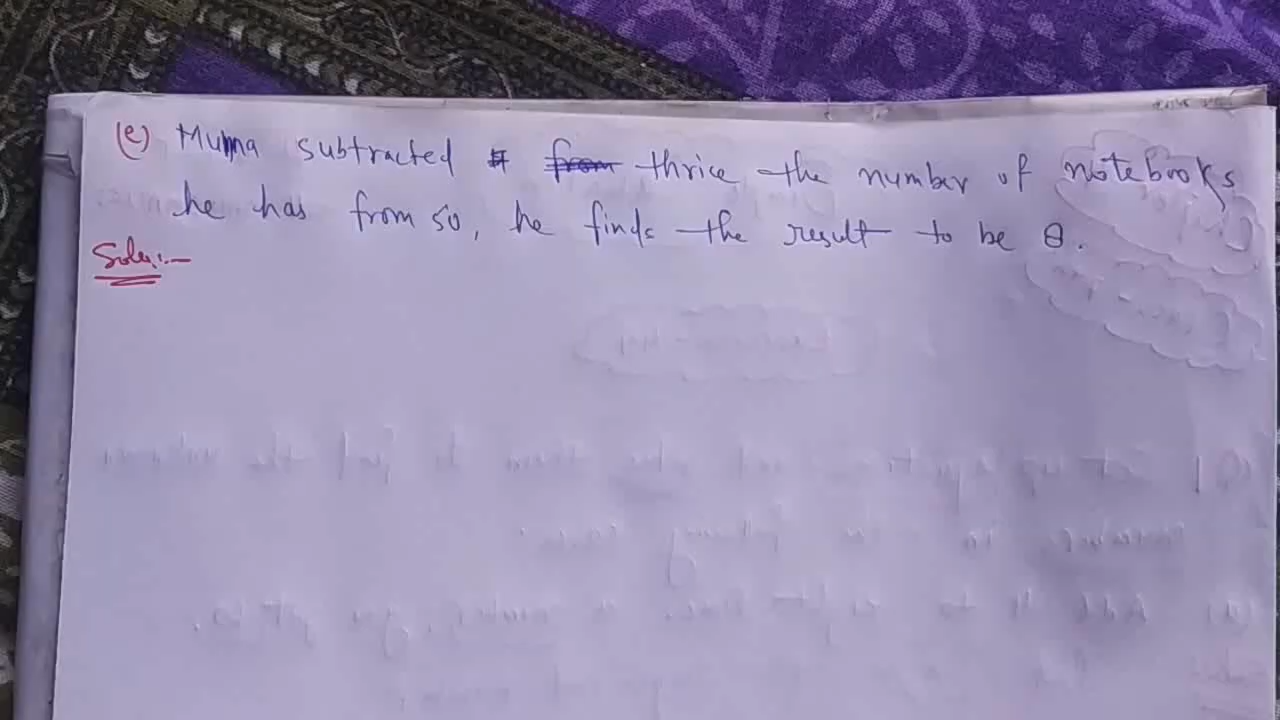 (e) Munna subtracted thrice the number of notebooks
he has from 50, he finds the result to be 8.
Soln:-